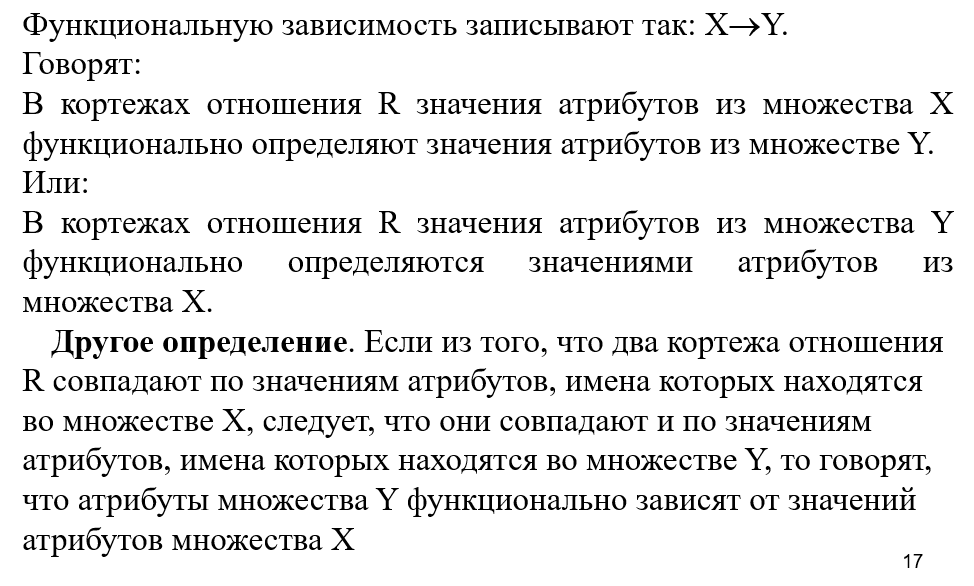 Функциональную зависимость записывают так: X→Y.
Говорят:
В кортежах отношения R значения атрибутов из множества X
функционально определяют значения атрибутов из множестве Y.
Или:
В кортежах отношения R значения атрибутов из множества Y
функционально определяются значениями атрибутов из
множества X.
Другое определение. Если из того, что два кортежа отношения
R совпадают по значениям атрибутов, имена которых находятся
во множестве X, следует, что они совпадают и по значениям
атрибутов, имена которых находятся во множестве Y, то говорят,
что атрибуты множества Y функционально зависят от значений
атрибутов множества X
17